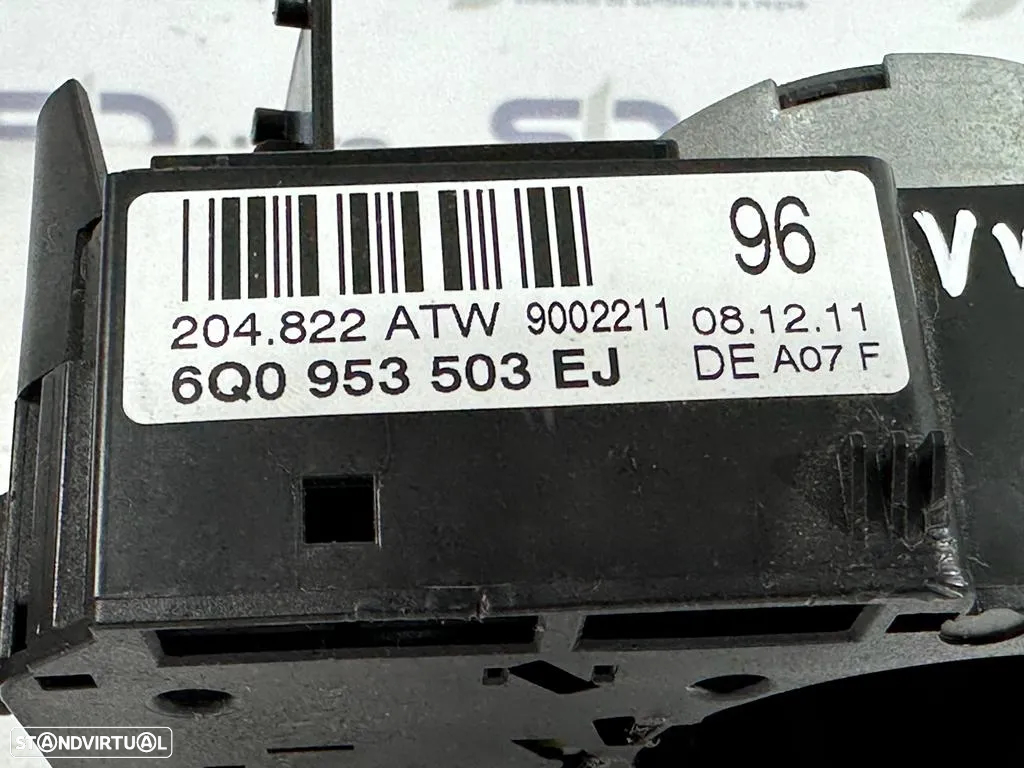 96
204.822 ATW 9002211 08.12.11
6Q0 953 503 EJ DE A07 F
STANDVIRTUAL